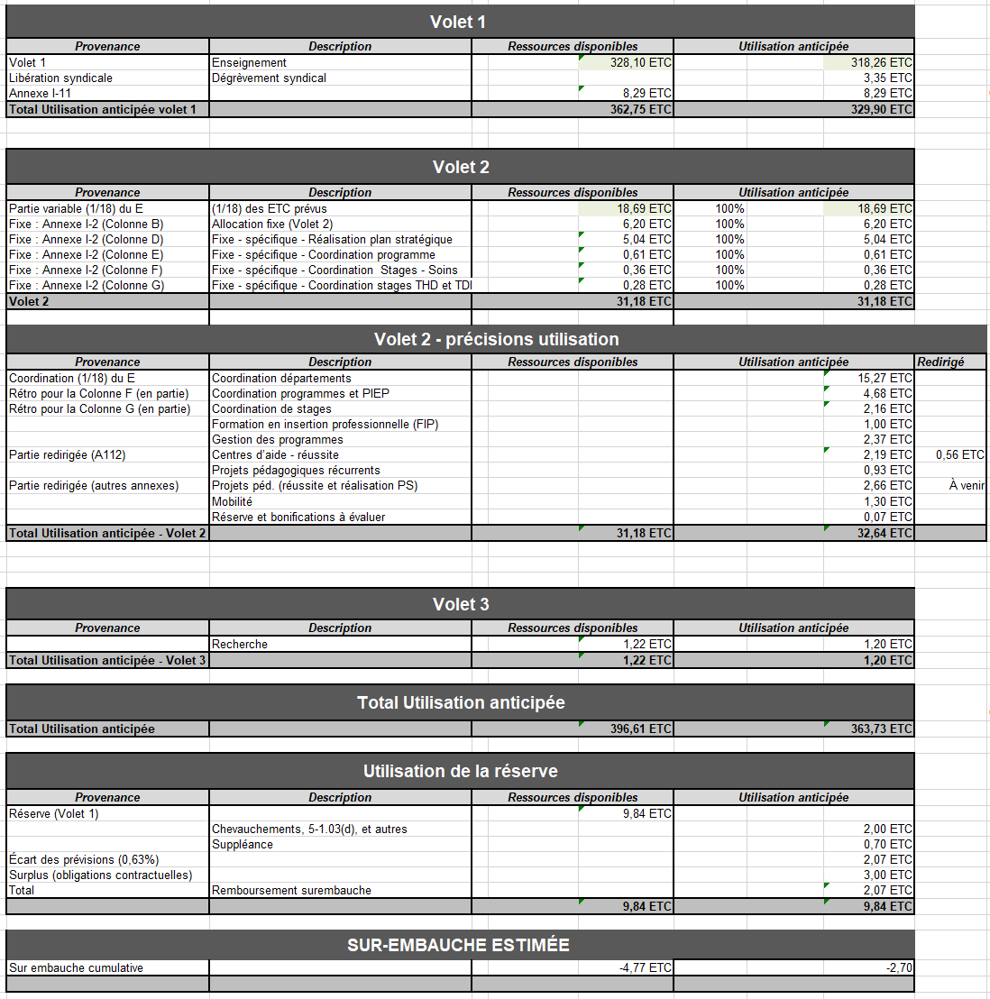 Volet 1
Provenance Description Ressources disponibles Utilisation anticipée
Volet 1 Enseignement 328,10 ETC 318,26 ETC
Libération syndicale Dégrèvement syndical 3,35 ETC
Annexe I-11 8,29 ETC 8,29 ETC
Total Utilisation anticipée volet 1 362,75 ETC 329,90 ETC
Volet 2
Provenance Description Ressources disponibles Utilisation anticipée
Partie variable (1/18) du E (1/18) des ETC prévus 18,69 ETC 100% 18,69 ETC
Fixe : Annexe I-2 (Colonne B) Allocation fixe (Volet 2) 6,20 ETC 100% 6,20 ETC
Fixe : Annexe I-2 (Colonne D) Fixe - spécifique - Réalisation plan stratégique 5,04 ETC 100% 5,04 ETC
Fixe : Annexe I-2 (Colonne E) Fixe - spécifique - Coordination programme 0,61 ETC 100% 0,61 ETC
Fixe : Annexe I-2 (Colonne F) Fixe - spécifique - Coordination Stages - Soins 0,36 ETC 100% 0,36 ETC
Fixe : Annexe I-2 (Colonne G) Fixe - spécifique - Coordination stages THD et TDI 0,28 ETC 100% 0,28 ETC
Volet 2 31,18 ETC 31,18 ETC
Volet 2 - précisions utilisation
Provenance Description Ressources disponibles Utilisation anticipée Redirigé
Coordination (1/18) du E Coordination départements 15,27 ETC
Rétro pour la Colonne F (en partie) Coordination programmes et PIEP 4,68 ETC
Rétro pour la Colonne G (en partie) Coordination de stages 2,16 ETC
Formation en insertion professionnelle (FIP) 1,00 ETC
Gestion des programmes 2,37 ETC
Partie redirigée (A112) Centres d'aide - réussite 2,19 ETC 0,56 ETC
Projets pédagogiques récurrents 0,93 ETC
Partie redirigée (autres annexes) Projets péd. (réussite et réalisation PS) 2,66 ETC À venir
Mobilité 1,30 ETC
Réserve et bonifications à évaluer 0,07 ETC
Total Utilisation anticipée - Volet 2 31,18 ETC 32,64 ETC
Volet 3
Provenance Description Ressources disponibles Utilisation anticipée
Recherche 1,22 ETC 1,20 ETC
Total Utilisation anticipée - Volet 3 1,22 ETC 1,20 ETC
Total Utilisation anticipée
Total Utilisation anticipée 396,61 ETC 363,73 ETC
Utilisation de la réserve
Provenance Description Ressources disponibles Utilisation anticipée
Réserve (Volet 1) 9,84 ETC
Chevauchements, 5-1.03(d), et autres 2,00 ETC
Suppléance 0,70 ETC
Écart des prévisions (0,63%) 2,07 ETC
Surplus (obligations contractuelles) 3,00 ETC
Total Remboursement surembauche 2,07 ETC
9,84 ETC 9,84 ETC
SUR-EMBAUCHE ESTIMÉE
Sur embauche cumulative -4,77 ETC -2,70